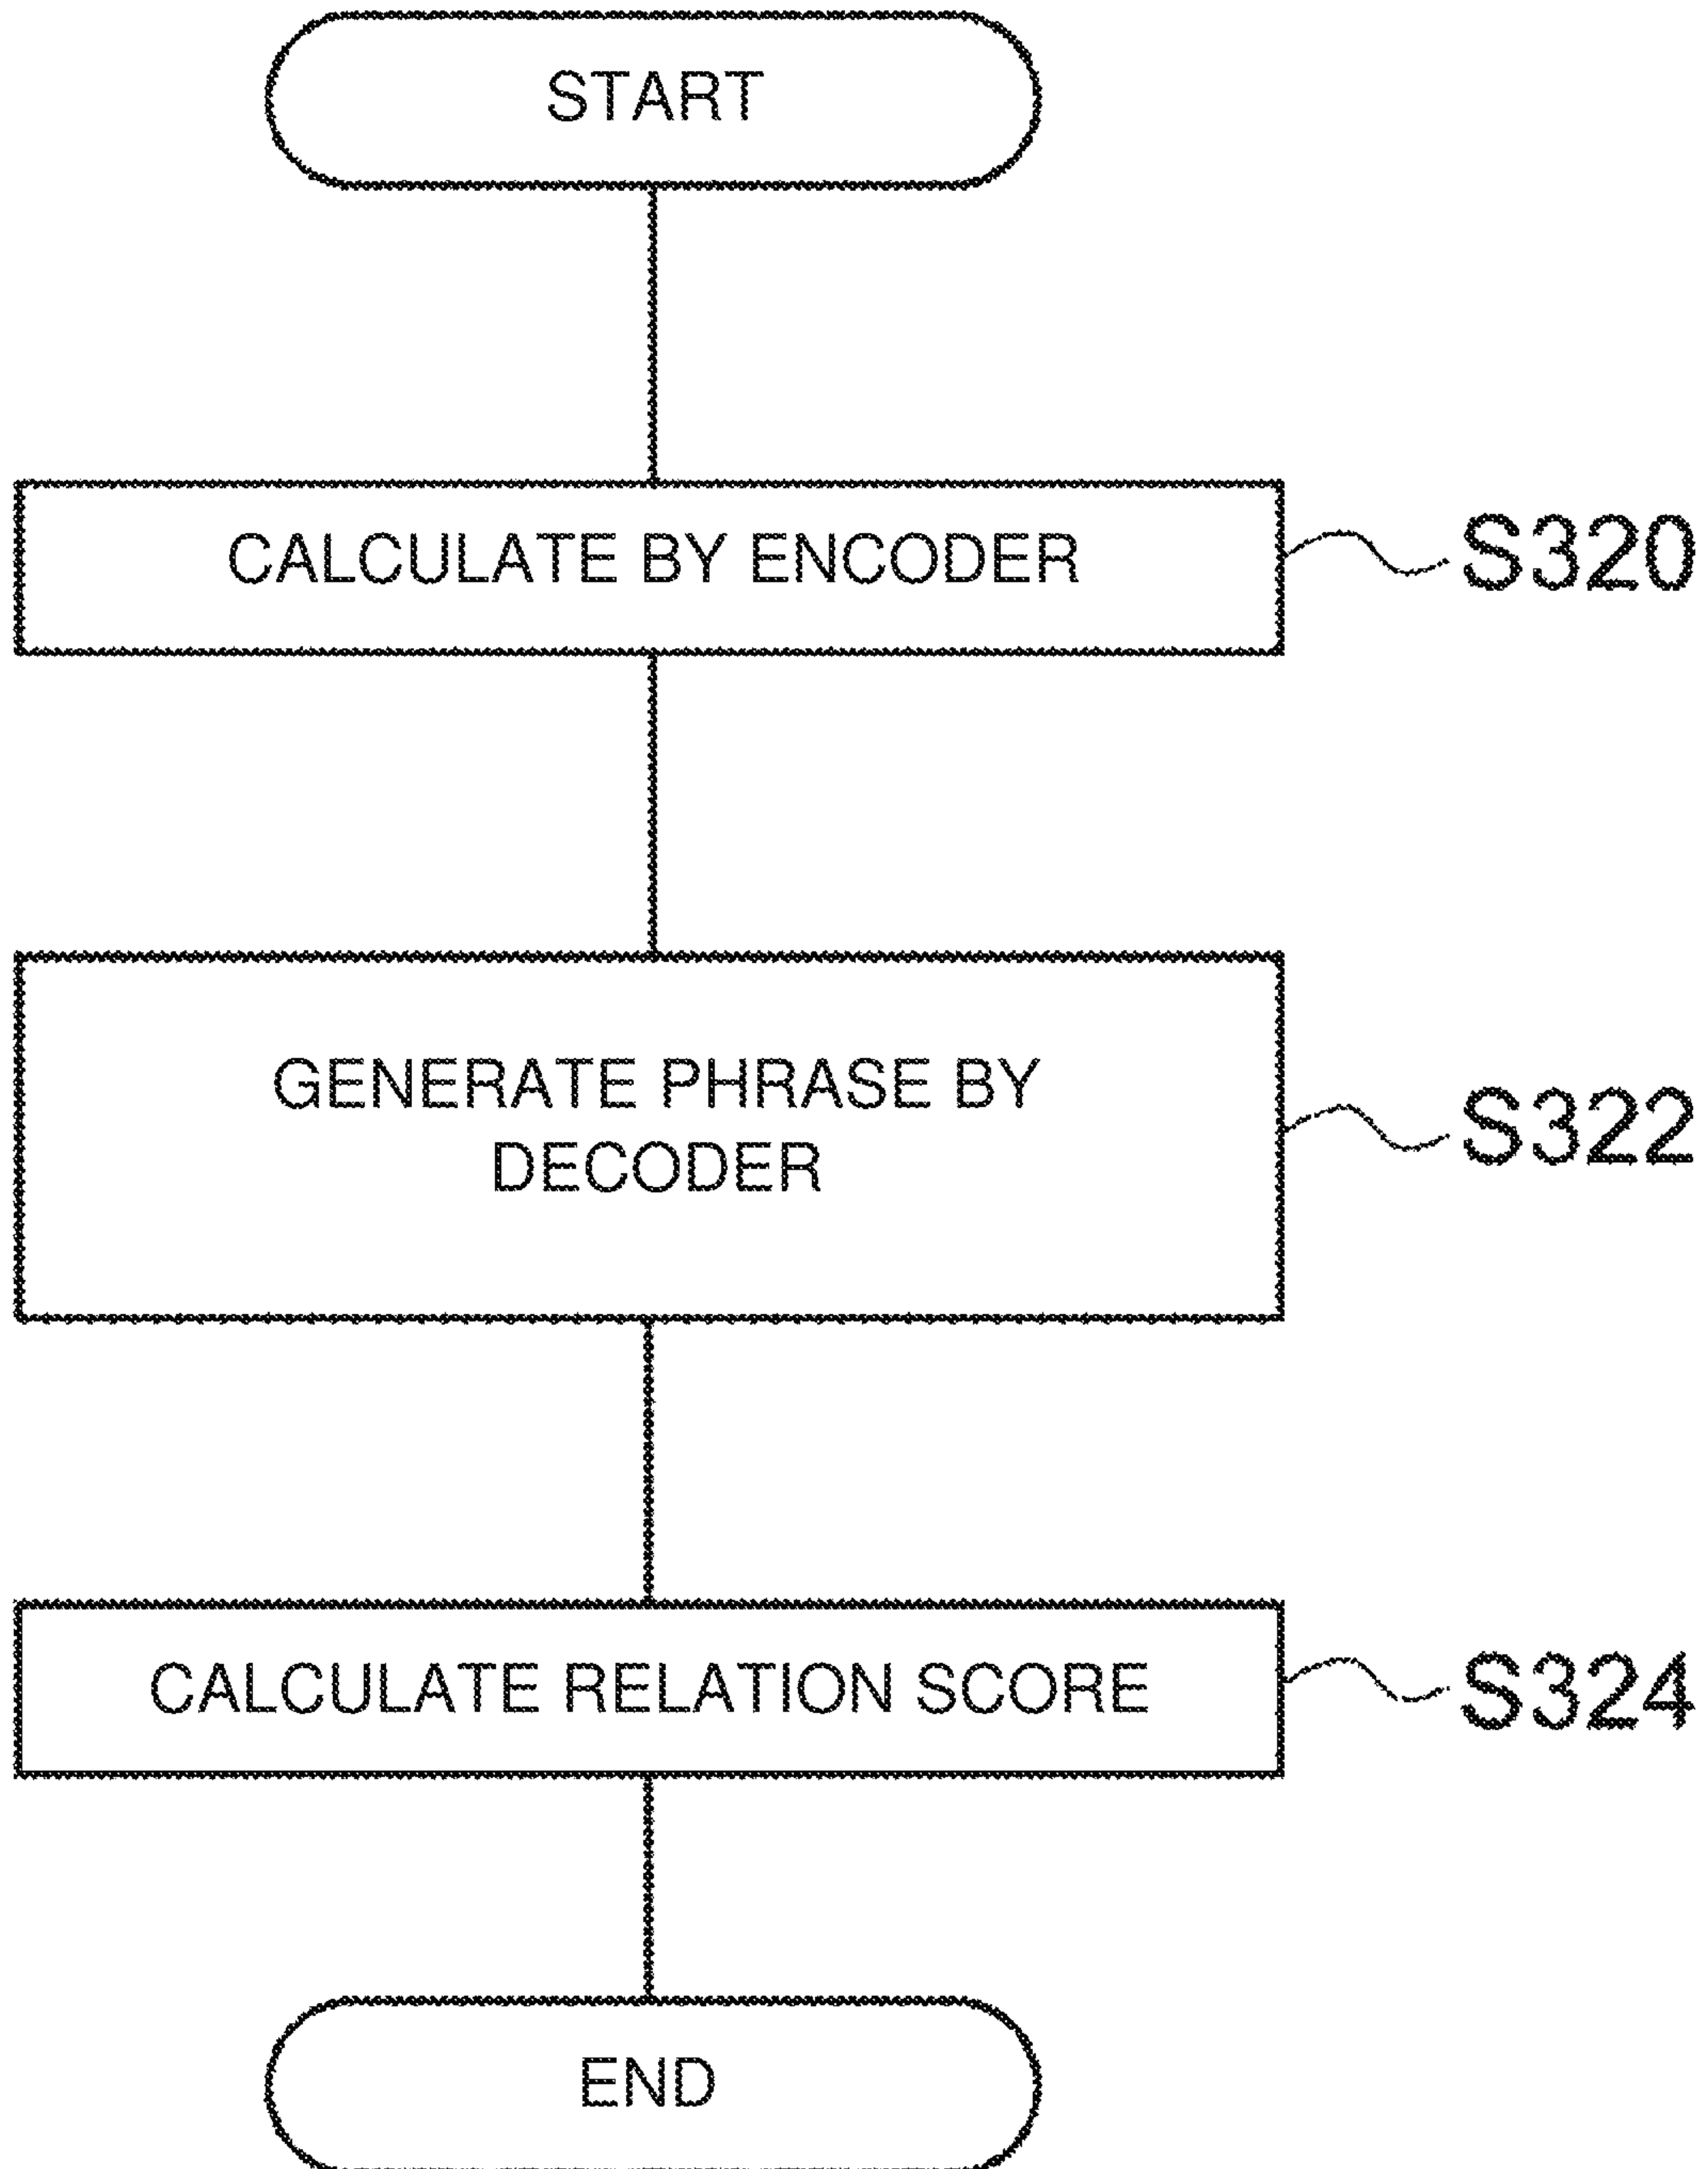 START
CALCULATE BY ENCODER
S320
GENERATE PHRASE BY
DECODER
S322
CALCULATE RELATION SCORE
S324
END